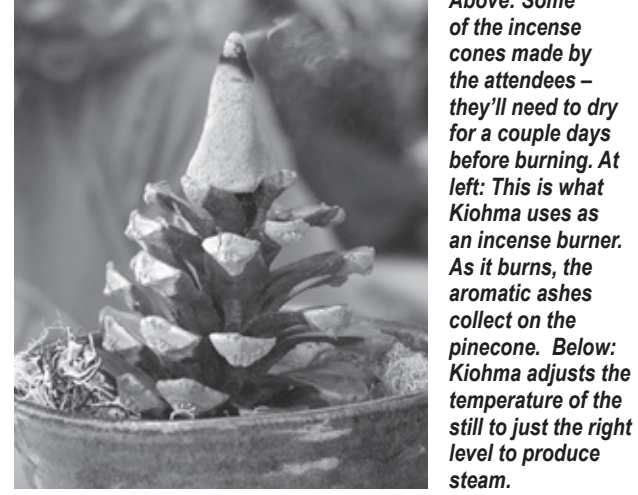 Above: Some
of the incense
cones made by
the attendees –
they’ll need to dry
for a couple days
before burning. At
left: This is what
Kiohma uses as
an incense burner.
As it burns, the
aromatic ashes
collect on the
pinecone.  Below:
Kiohma adjusts the
temperature of the
still to just the right
level to produce
steam.